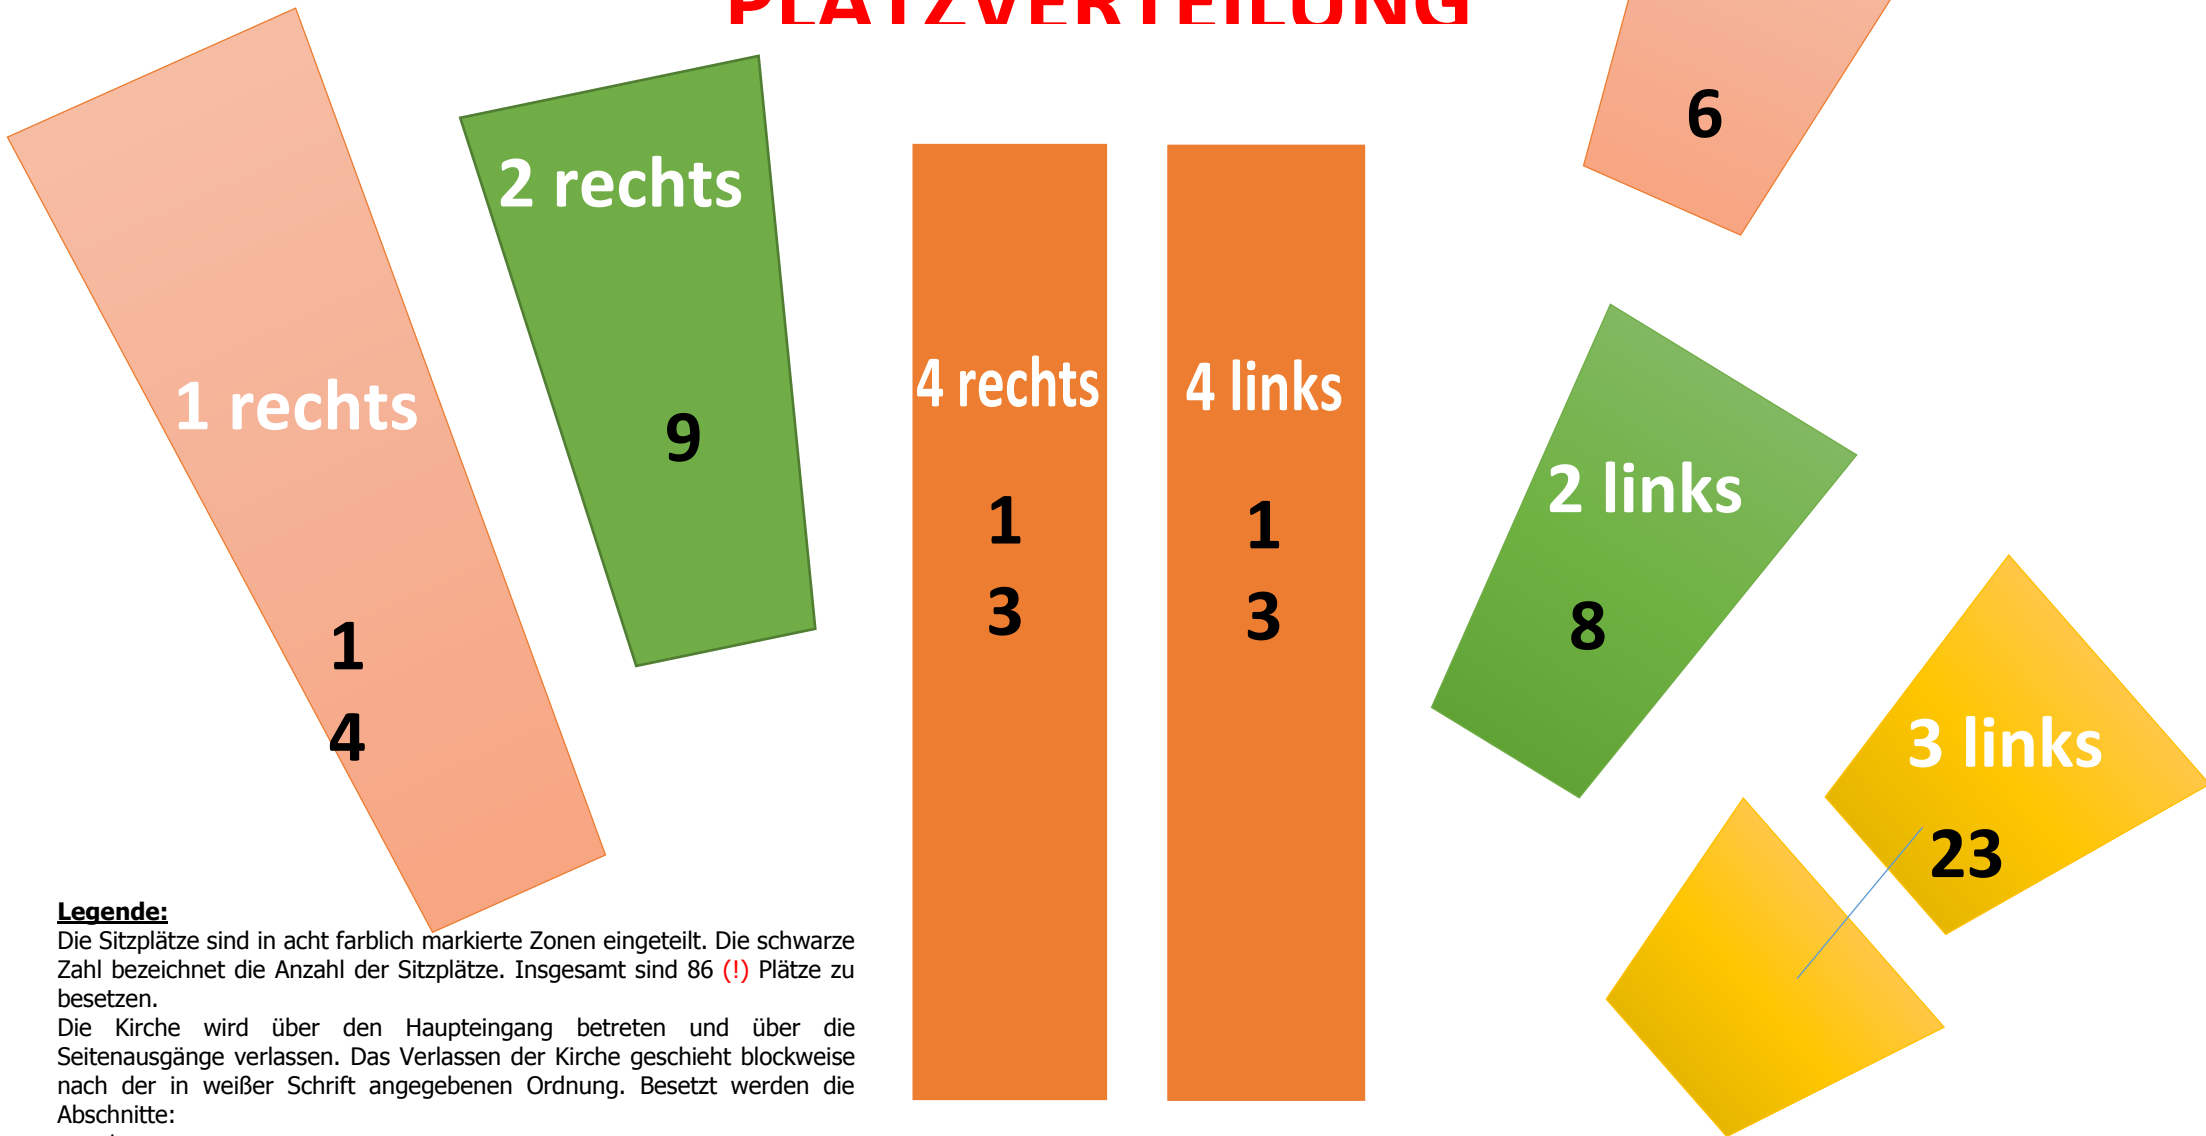 PLATZVERTEILUNG
6
2 rechts
9
1 rechts
1
4
4 rechts
1
3
4 links
1
3
2 links
8
3 links
23
Legende:
Die Sitzplätze sind in acht farblich markierte Zonen eingeteilt. Die schwarze
Zahl bezeichnet die Anzahl der Sitzplätze. Insgesamt sind 86 (!) Plätze zu
besetzen.
Die Kirche wird über den Haupteingang betreten und über die
Seitenausgänge verlassen. Das Verlassen der Kirche geschieht blockweise
nach der in weißer Schrift angegebenen Ordnung. Besetzt werden die
Abschnitte: